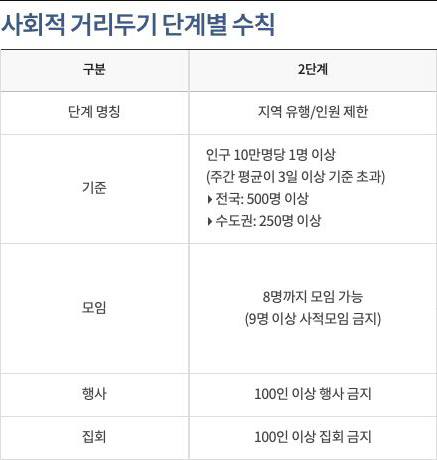 사회적 거리두기 단계별 수칙
구분
2단계
단계 명칭
지역 유행/인원 제한
기준
인구 10만명당 1명 이상
(주간 평균이 3일 이상 기준 초과)
▶ 전국: 500명 이상
▶ 수도권: 250명 이상
모임
8명까지 모임 가능
(9명 이상 사적모임 금지)
행사
100인 이상 행사 금지
집회
100인 이상 집회 금지